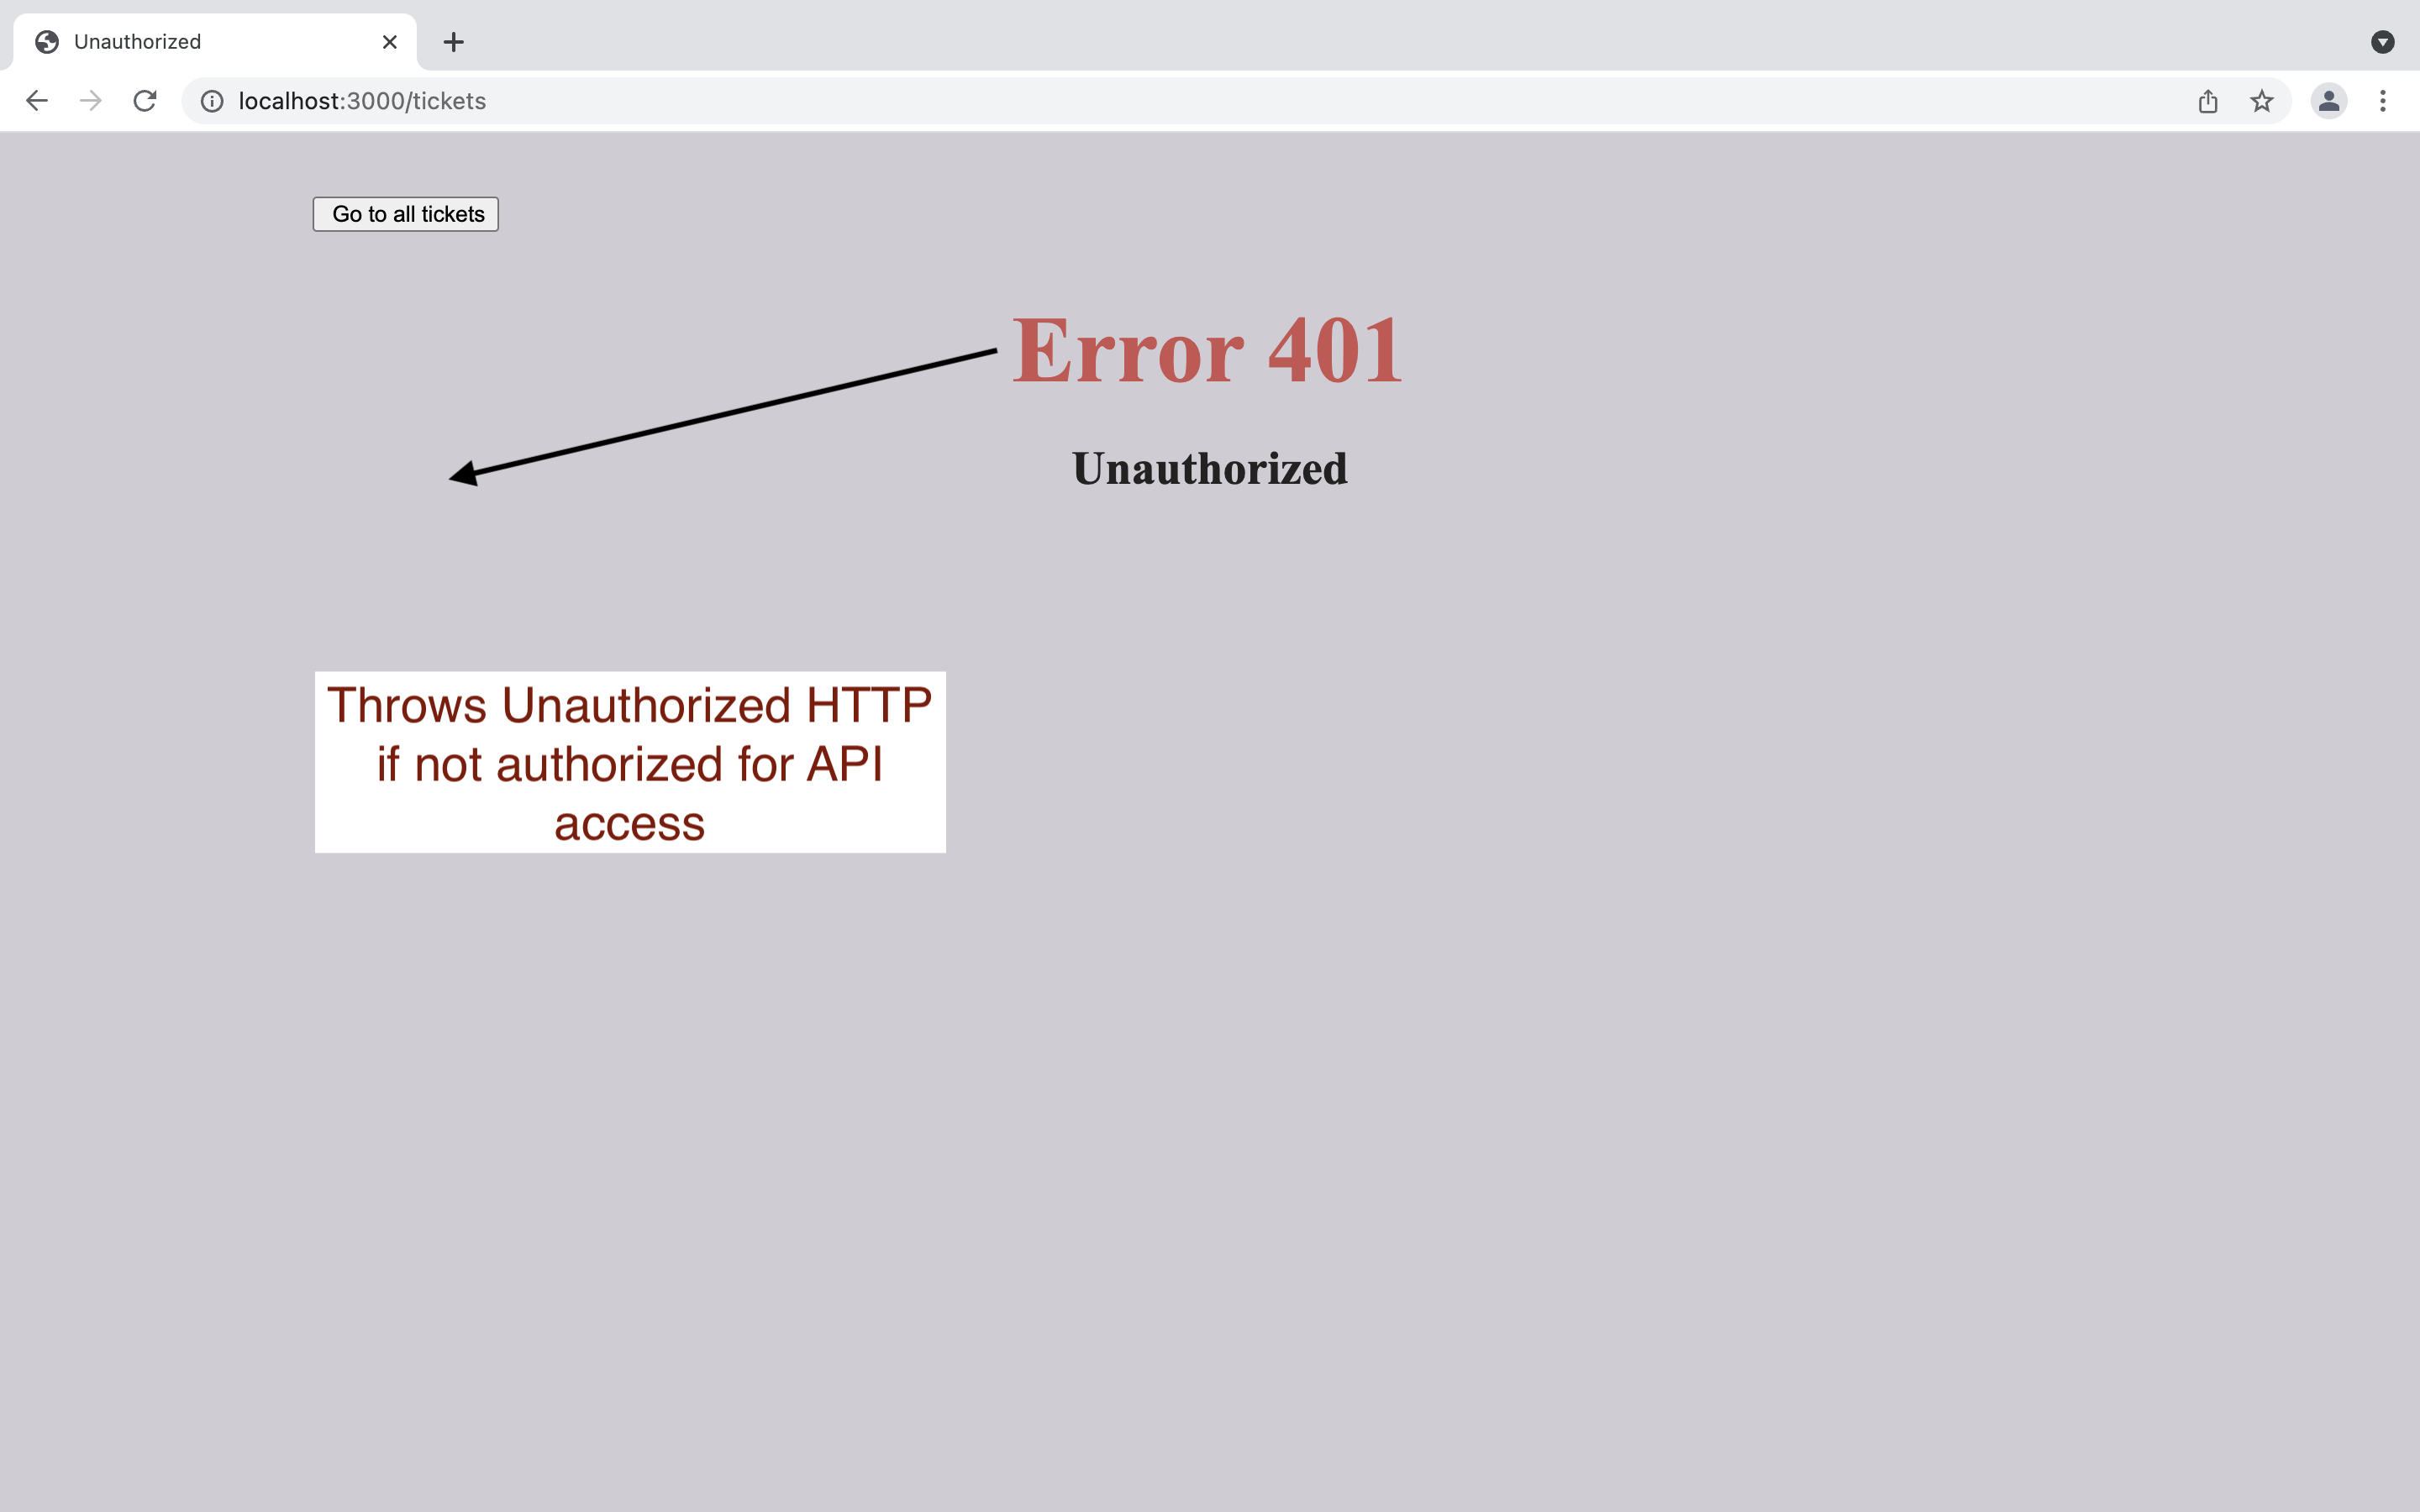 Unauthorized
localhost:3000/tickets
Go to all tickets
Error 401
Unauthorized
Throws Unauthorized HTTP
if not authorized for API
access